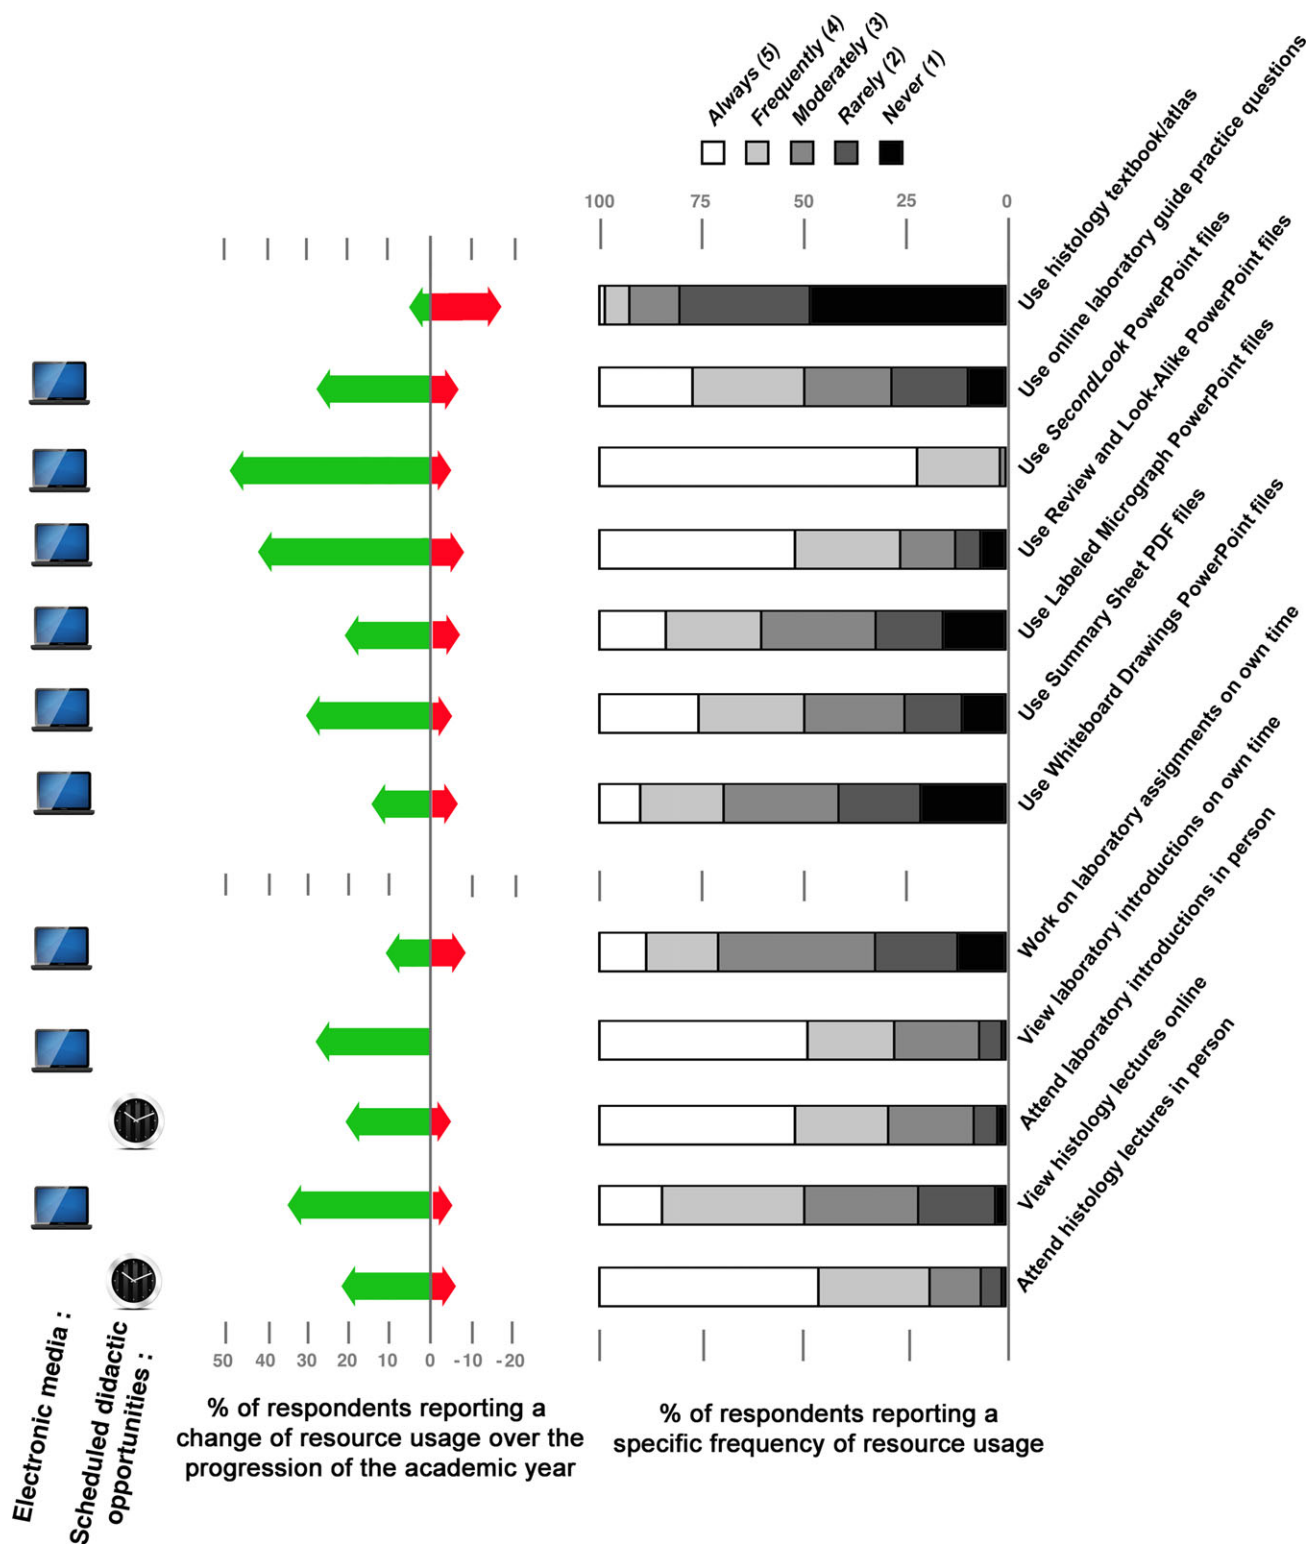 Always (5)
Frequently (4)
Moderately (3)
Rarely (2)
Never (1)
100 75 50 25 0
Use histology textbook/atlas
Use online laboratory guide practice questions
Use SecondLook PowerPoint files
Use Review and Look-Alike PowerPoint files
Use Labeled Micrograph PowerPoint files
Use Summary Sheet PDF files
Use Whiteboard Drawings PowerPoint files
Work on laboratory assignments on own time
View laboratory introductions on own time
Attend laboratory introductions in person
View histology lectures online
Attend histology lectures in person
50 40 30 20 10 0 -10 -20
Electronic media :
Scheduled didactic
opportunities :
% of respondents reporting a
change of resource usage over the
progression of the academic year
% of respondents reporting a
specific frequency of resource usage